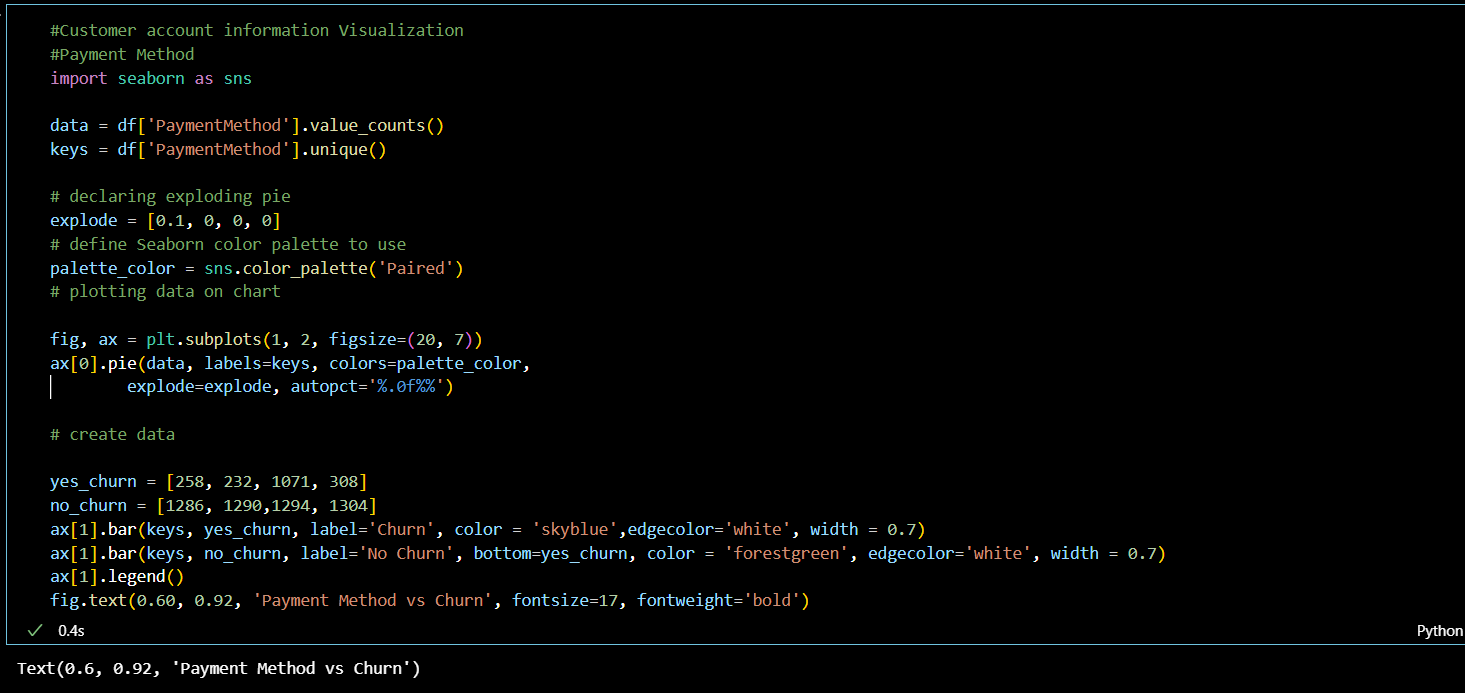 #Customer account information Visualization
#Payment Method
import seaborn as sns
data = df['PaymentMethod'].value_counts()
keys = df['PaymentMethod'].unique()
# declaring exploding pie
explode = [0.1, 0, 0, 0]
# define Seaborn color palette to use
palette_color = sns.color_palette('Paired')
# plotting data on chart
fig, ax = plt.subplots(1, 2, figsize=(20, 7))
ax[0].pie(data, labels=keys, colors=palette_color,
explode=explode, autopct='%.0f%%')
# create data
yes_churn = [258, 232, 1071, 308]
no_churn = [1286, 1290,1294, 1304]
ax[1].bar(keys, yes_churn, label='Churn', color = 'skyblue',edgecolor='white', width = 0.7)
ax[1].bar(keys, no_churn, label='No Churn', bottom=yes_churn, color = 'forestgreen', edgecolor='white', width = 0.7)
ax[1].legend()
fig.text(0.60, 0.92, 'Payment Method vs Churn', fontsize=17, fontweight='bold')
0.4s
Python
Text(0.6, 0.92, 'Payment Method vs Churn')